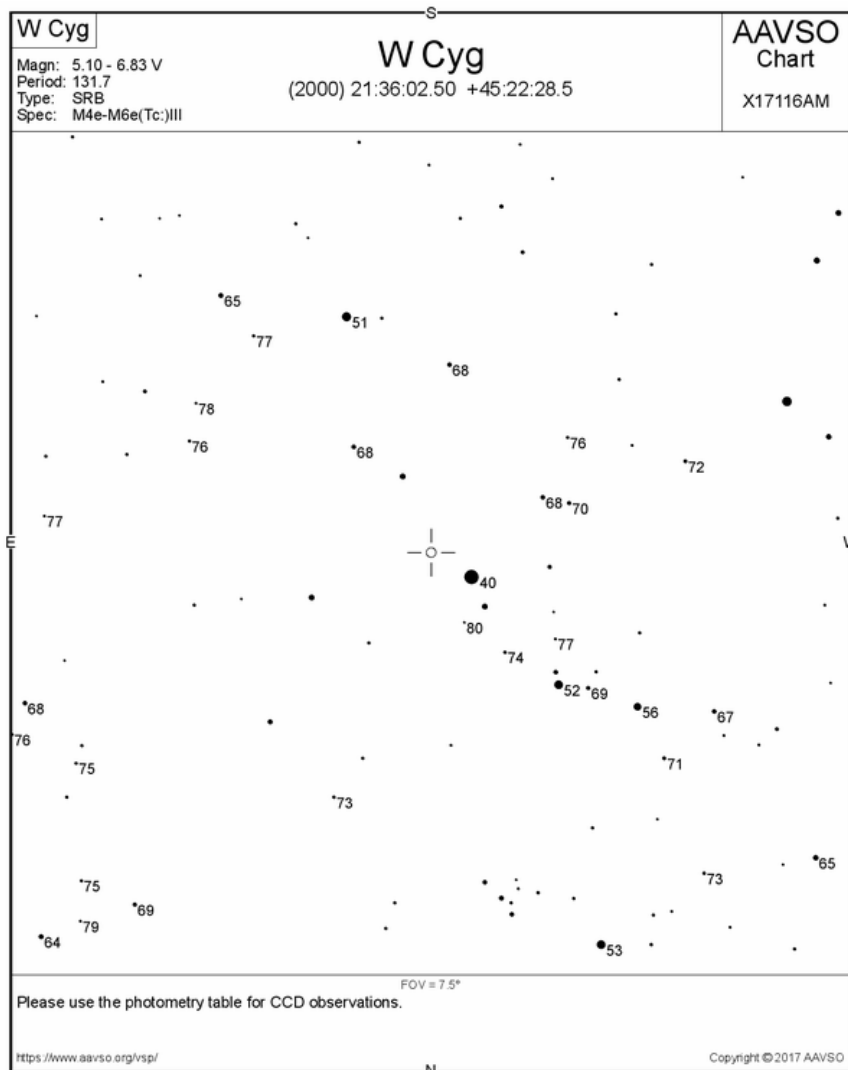 S
W Cyg
Magn: 5.10 - 6.83 V
Period: 131.7
Type: SRB
Spec: M4e-M6e(Tc:)III
W Cyg
(2000) 21:36:02.50 +45:22:28.5
AAVSO
Chart
X17116AM
65
51
77
68
78
76
68
76
72
68
70
77
E
40
80
77
74
52
69
68
56
67
76
75
71
73
65
73
75
69
79
64
53
FOV = 7.5°
Please use the photometry table for CCD observations.
https://www.aavso.org/vsp/
Copyright © 2017 AAVSO